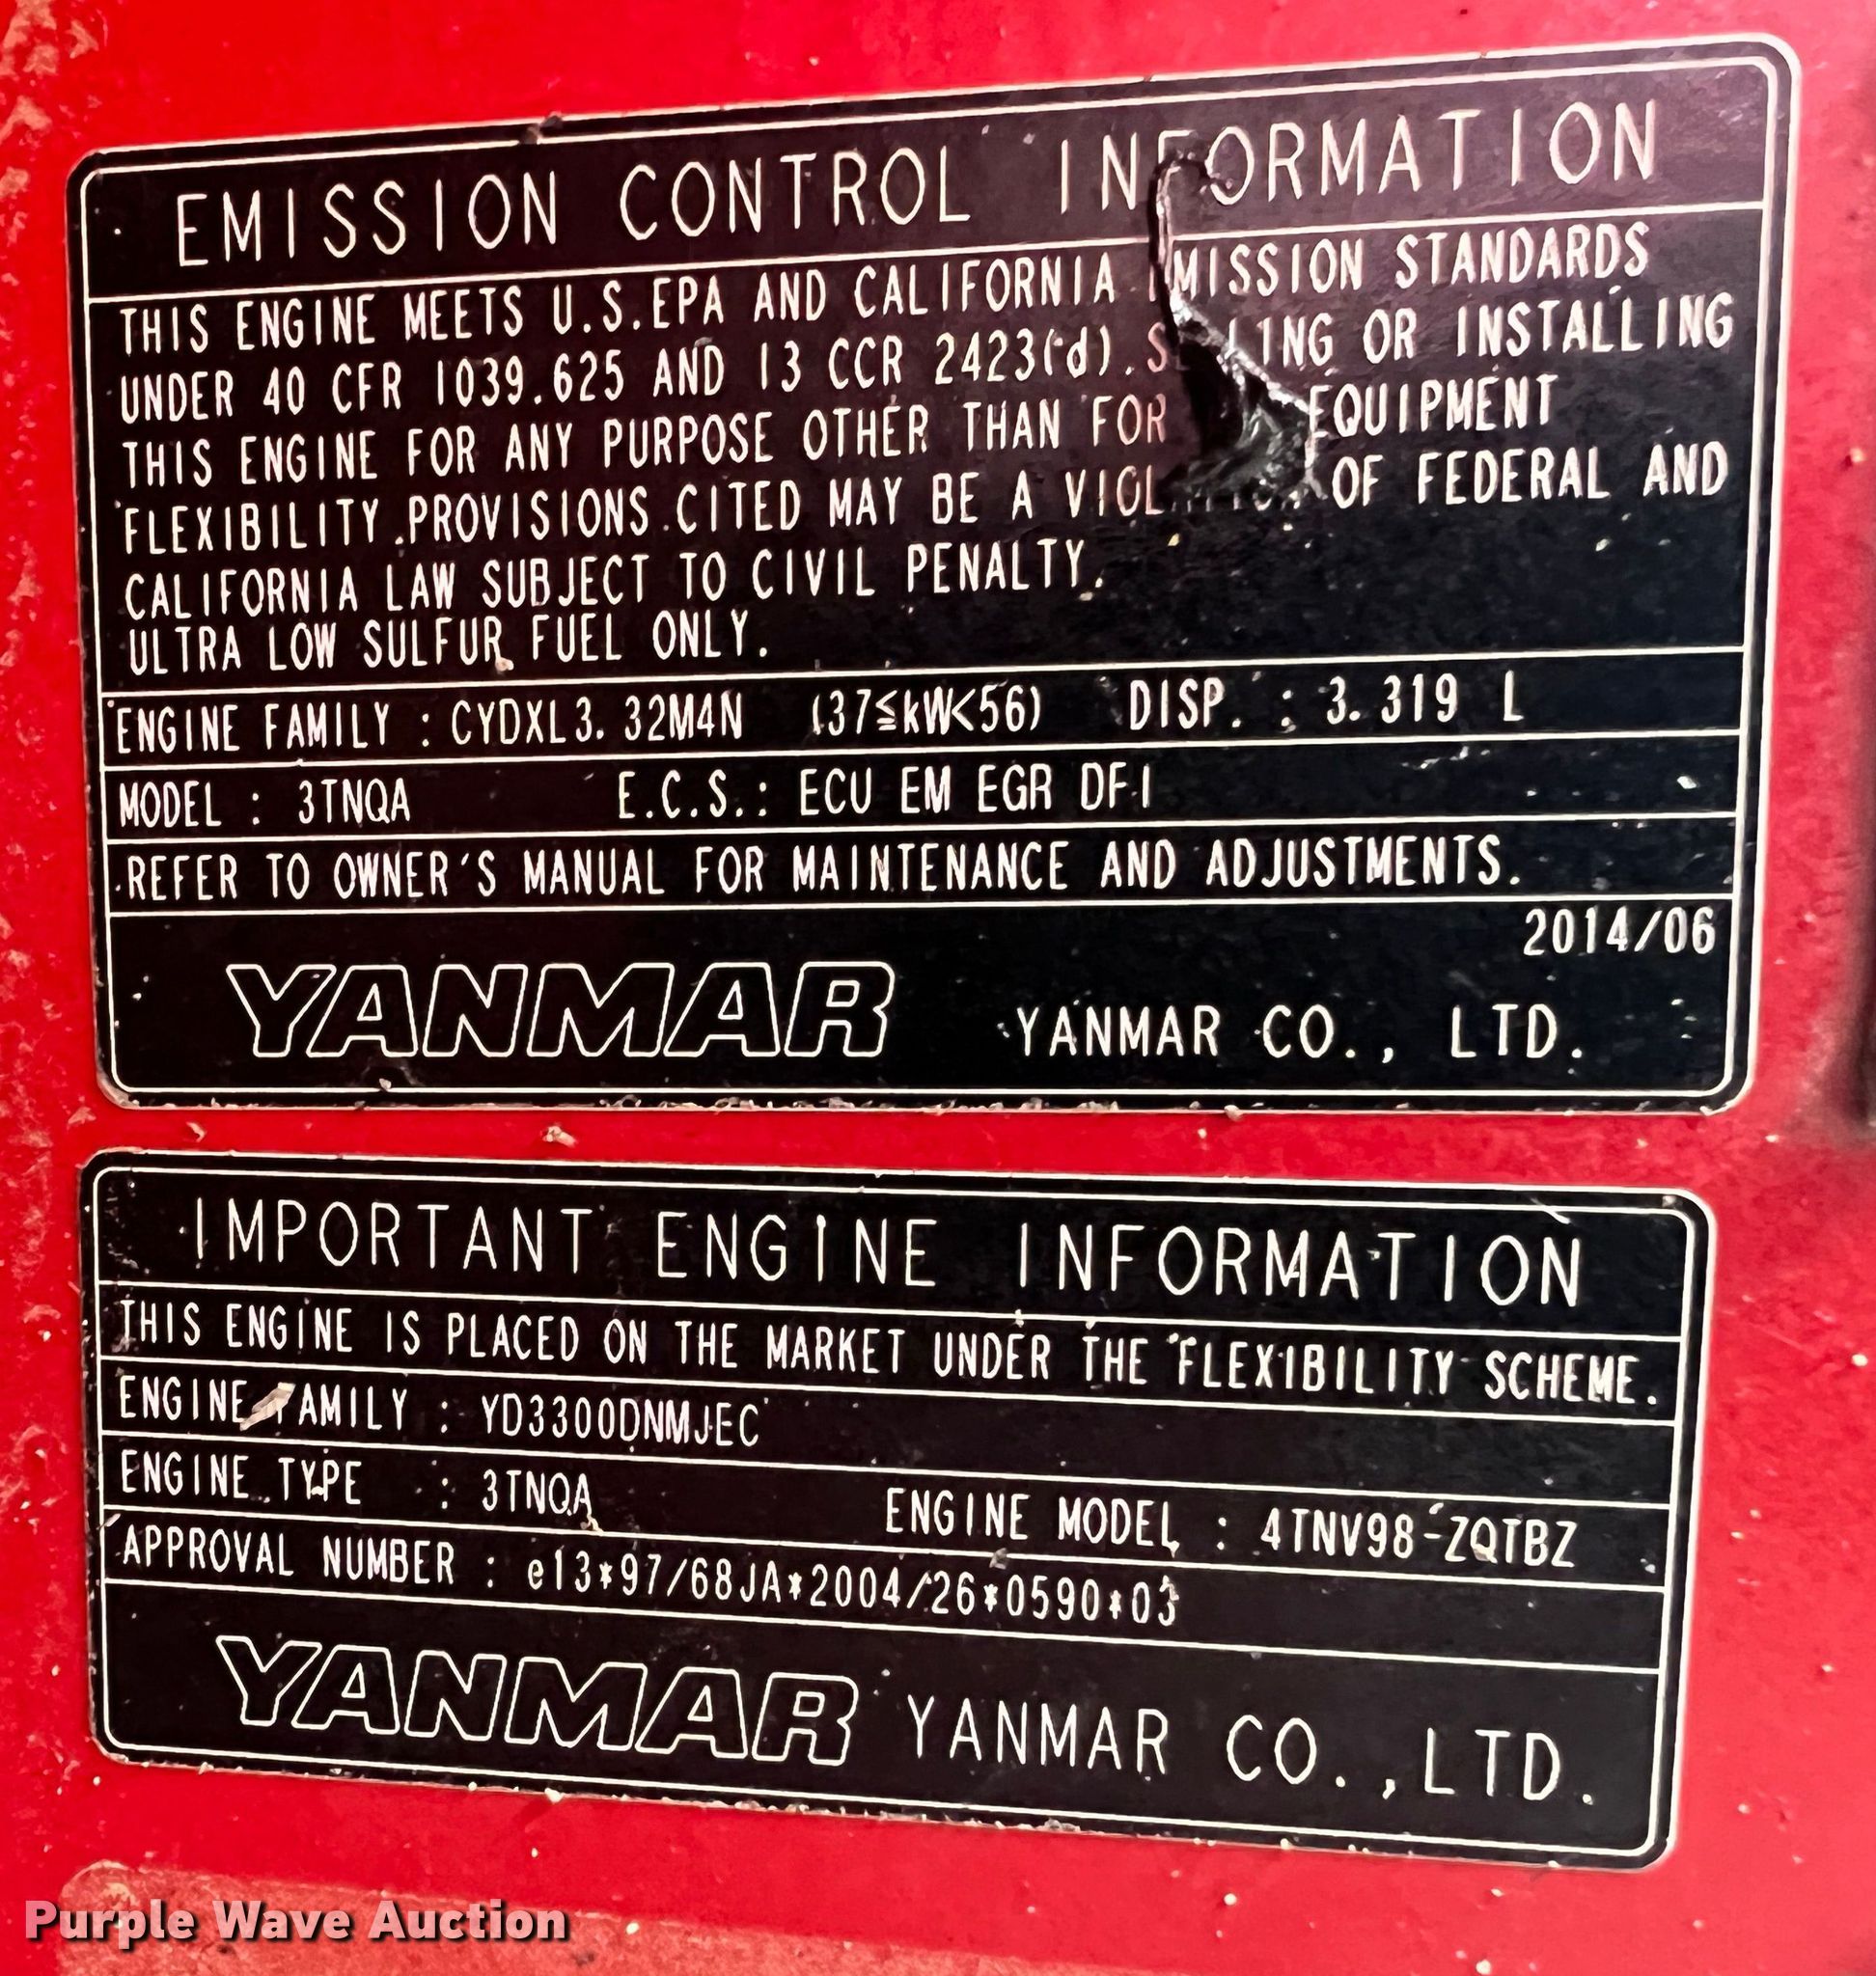 EMISSION CONTROL INFORMATION
THIS ENGINE MEETS U.S.EPA AND CALIFORNIA EMISSION STANDARDS
UNDER 40 CFR 1039.625 AND 13 CCR 2423(d). OR INSTALLING
THIS ENGINE FOR ANY PURPOSE OTHER THAN FOR EQUIPMENT
FLEXIBILITY PROVISIONS CITED MAY BE A OF FEDERAL AND
CALIFORNIA LAW SUBJECT TO CIVIL PENALTY.
ULTRA LOW SULFUR FUEL ONLY.
ENGINE FAMILY : CYDXL3.32M4N (37≦kW<56) DISP. : 3.319 L
MODEL : 3TNQA E.C.S.: ECU EM EGR DFI
REFER TO OWNER'S MANUAL FOR MAINTENANCE AND ADJUSTMENTS.
2014/06
YANMAR YANMAR CO., LTD.
IMPORTANT ENGINE INFORMATION
THIS ENGINE IS PLACED ON THE MARKET UNDER THE FLEXIBILITY SCHEME.
ENGINE FAMILY : YD3300DNMJEC
ENGINE TYPE : 3TNQA ENGINE MODEL : 4TNV98-ZQTBZ
APPROVAL NUMBER : e13*97/68JA*2004/26*0590*03
YANMAR YANMAR CO.,LTD.
Purple Wave Auction